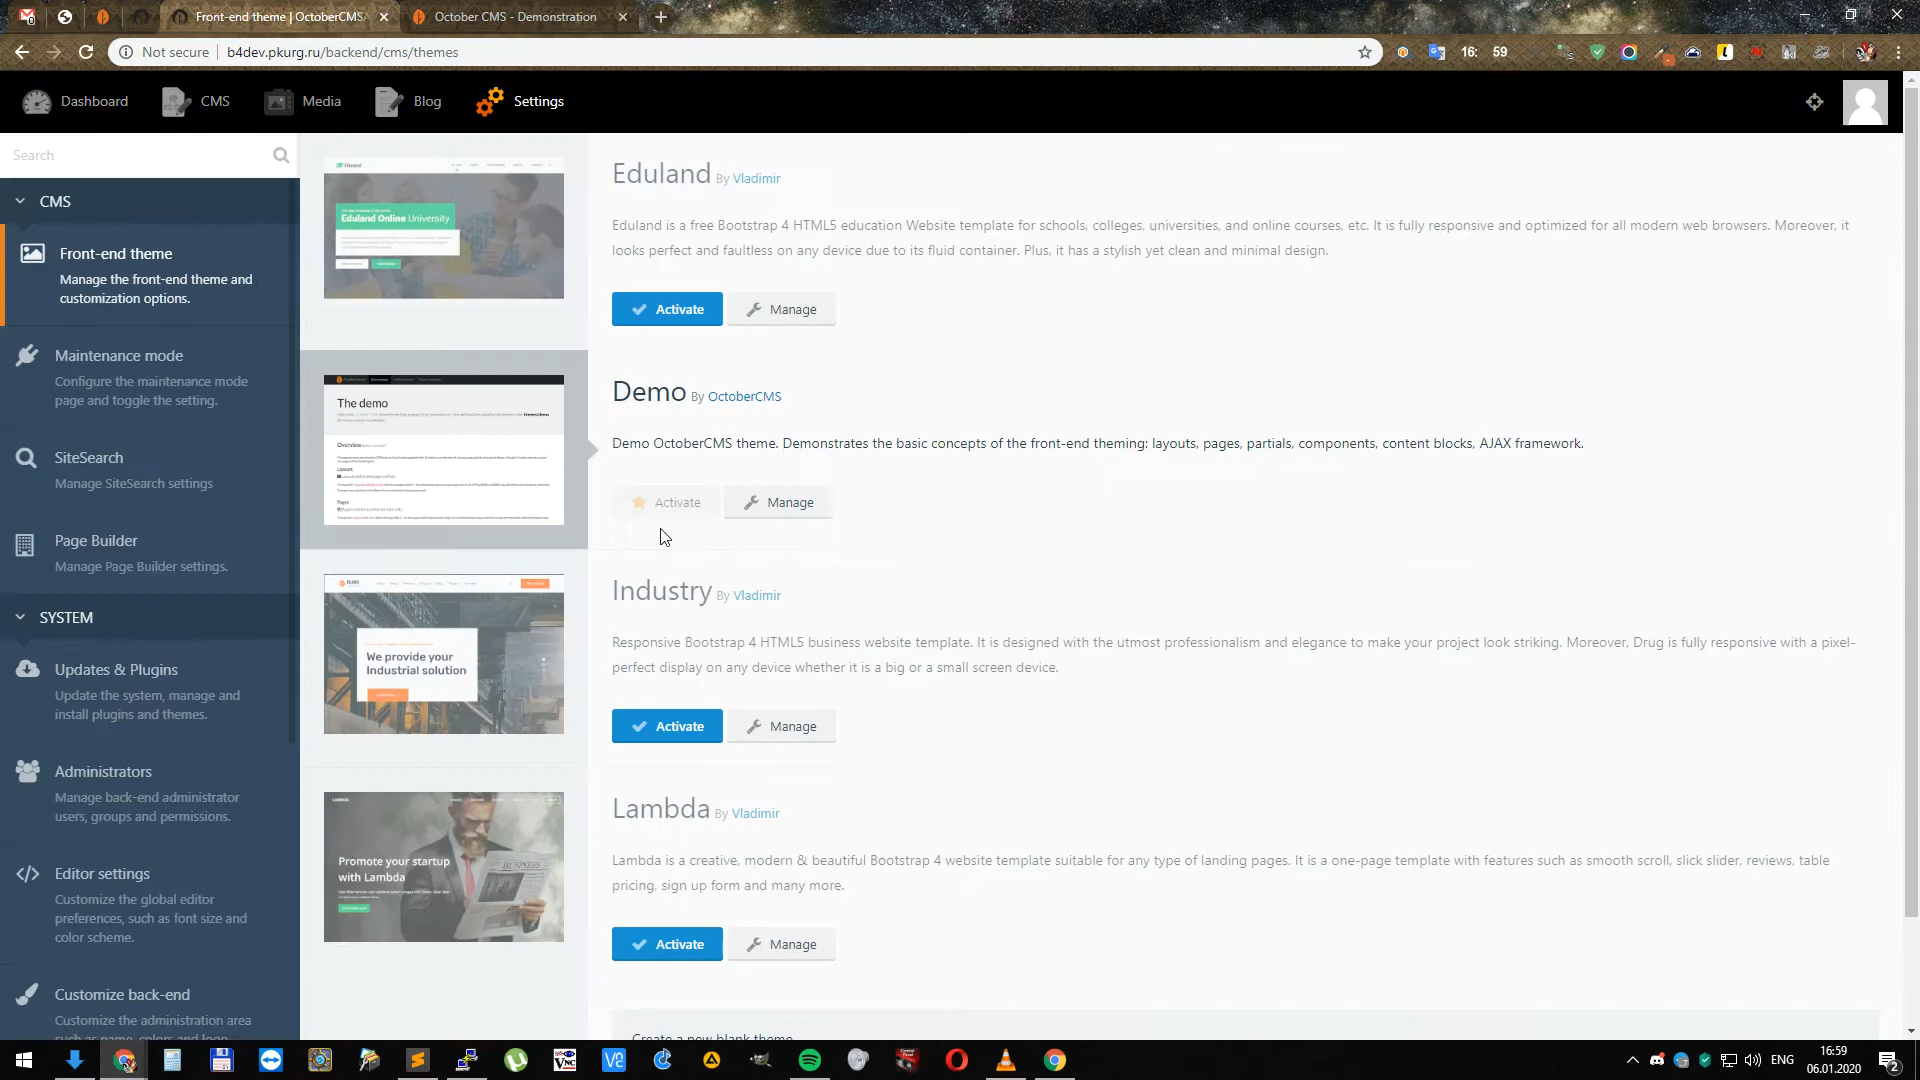 Front-end theme | OctoberCMS
October CMS - Demonstration
Not secure
b4dev.pkurg.ru/backend/cms/themes
16: 59
Dashboard
CMS
Media
Blog
Settings
Search
CMS
Front-end theme
Manage the front-end theme and
customization options.
Maintenance mode
Configure the maintenance mode
page and toggle the setting.
SiteSearch
Manage SiteSearch settings
Page Builder
Manage Page Builder settings.
SYSTEM
Updates & Plugins
Update the system, manage and
install plugins and themes.
Administrators
Manage back-end administrator
users, groups and permissions.
Editor settings
Customize the global editor
preferences, such as font size and
color scheme.
Customize back-end
Customize the administration area
such as name, colors and logo.
Eduland Online University
Eduland By Vladimir
Eduland is a free Bootstrap 4 HTML5 education Website template for schools, colleges, universities, and online courses, etc. It is fully responsive and optimized for all modern web browsers. Moreover, it
looks perfect and faultless on any device due to its fluid container. Plus, it has a stylish yet clean and minimal design.
Activate
Manage
The demo
Overview
Layouts
Pages
Demo By OctoberCMS
Demo OctoberCMS theme. Demonstrates the basic concepts of the front-end theming: layouts, pages, partials, components, content blocks, AJAX framework.
Activate
Manage
We provide your
Industrial solution
Industry By Vladimir
Responsive Bootstrap 4 HTML5 business website template. It is designed with the utmost professionalism and elegance to make your project look striking. Moreover, Drug is fully responsive with a pixel-
perfect display on any device whether it is a big or a small screen device.
Activate
Manage
LAMBDA
Promote your startup
with Lambda
BUSINESS
Lambda By Vladimir
Lambda is a creative, modern & beautiful Bootstrap 4 website template suitable for any type of landing pages. It is a one-page template with features such as smooth scroll, slick slider, reviews, table
pricing, sign up form and many more.
Activate
Manage
Create a new blank theme
ENG
16:59
06.01.2020
2